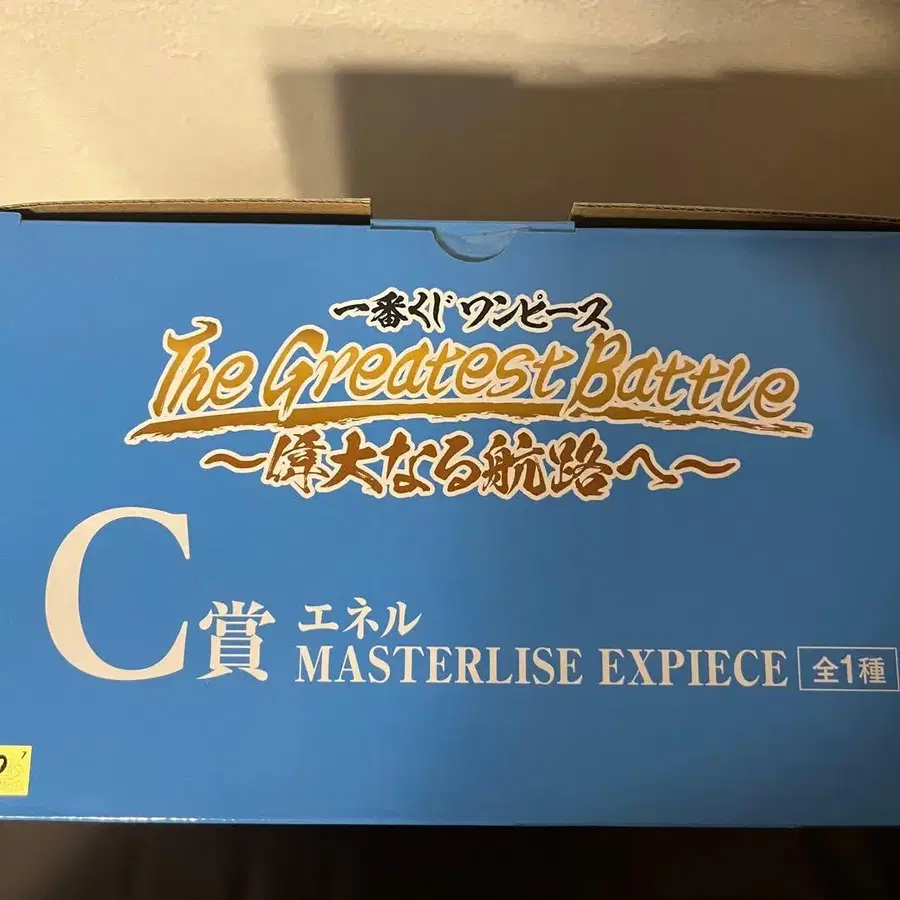 一番くじ ワンピース
The Greatest Battle
～偉大なる航路へ～
C賞 エネル
MASTERLISE EXPIECE 全1種